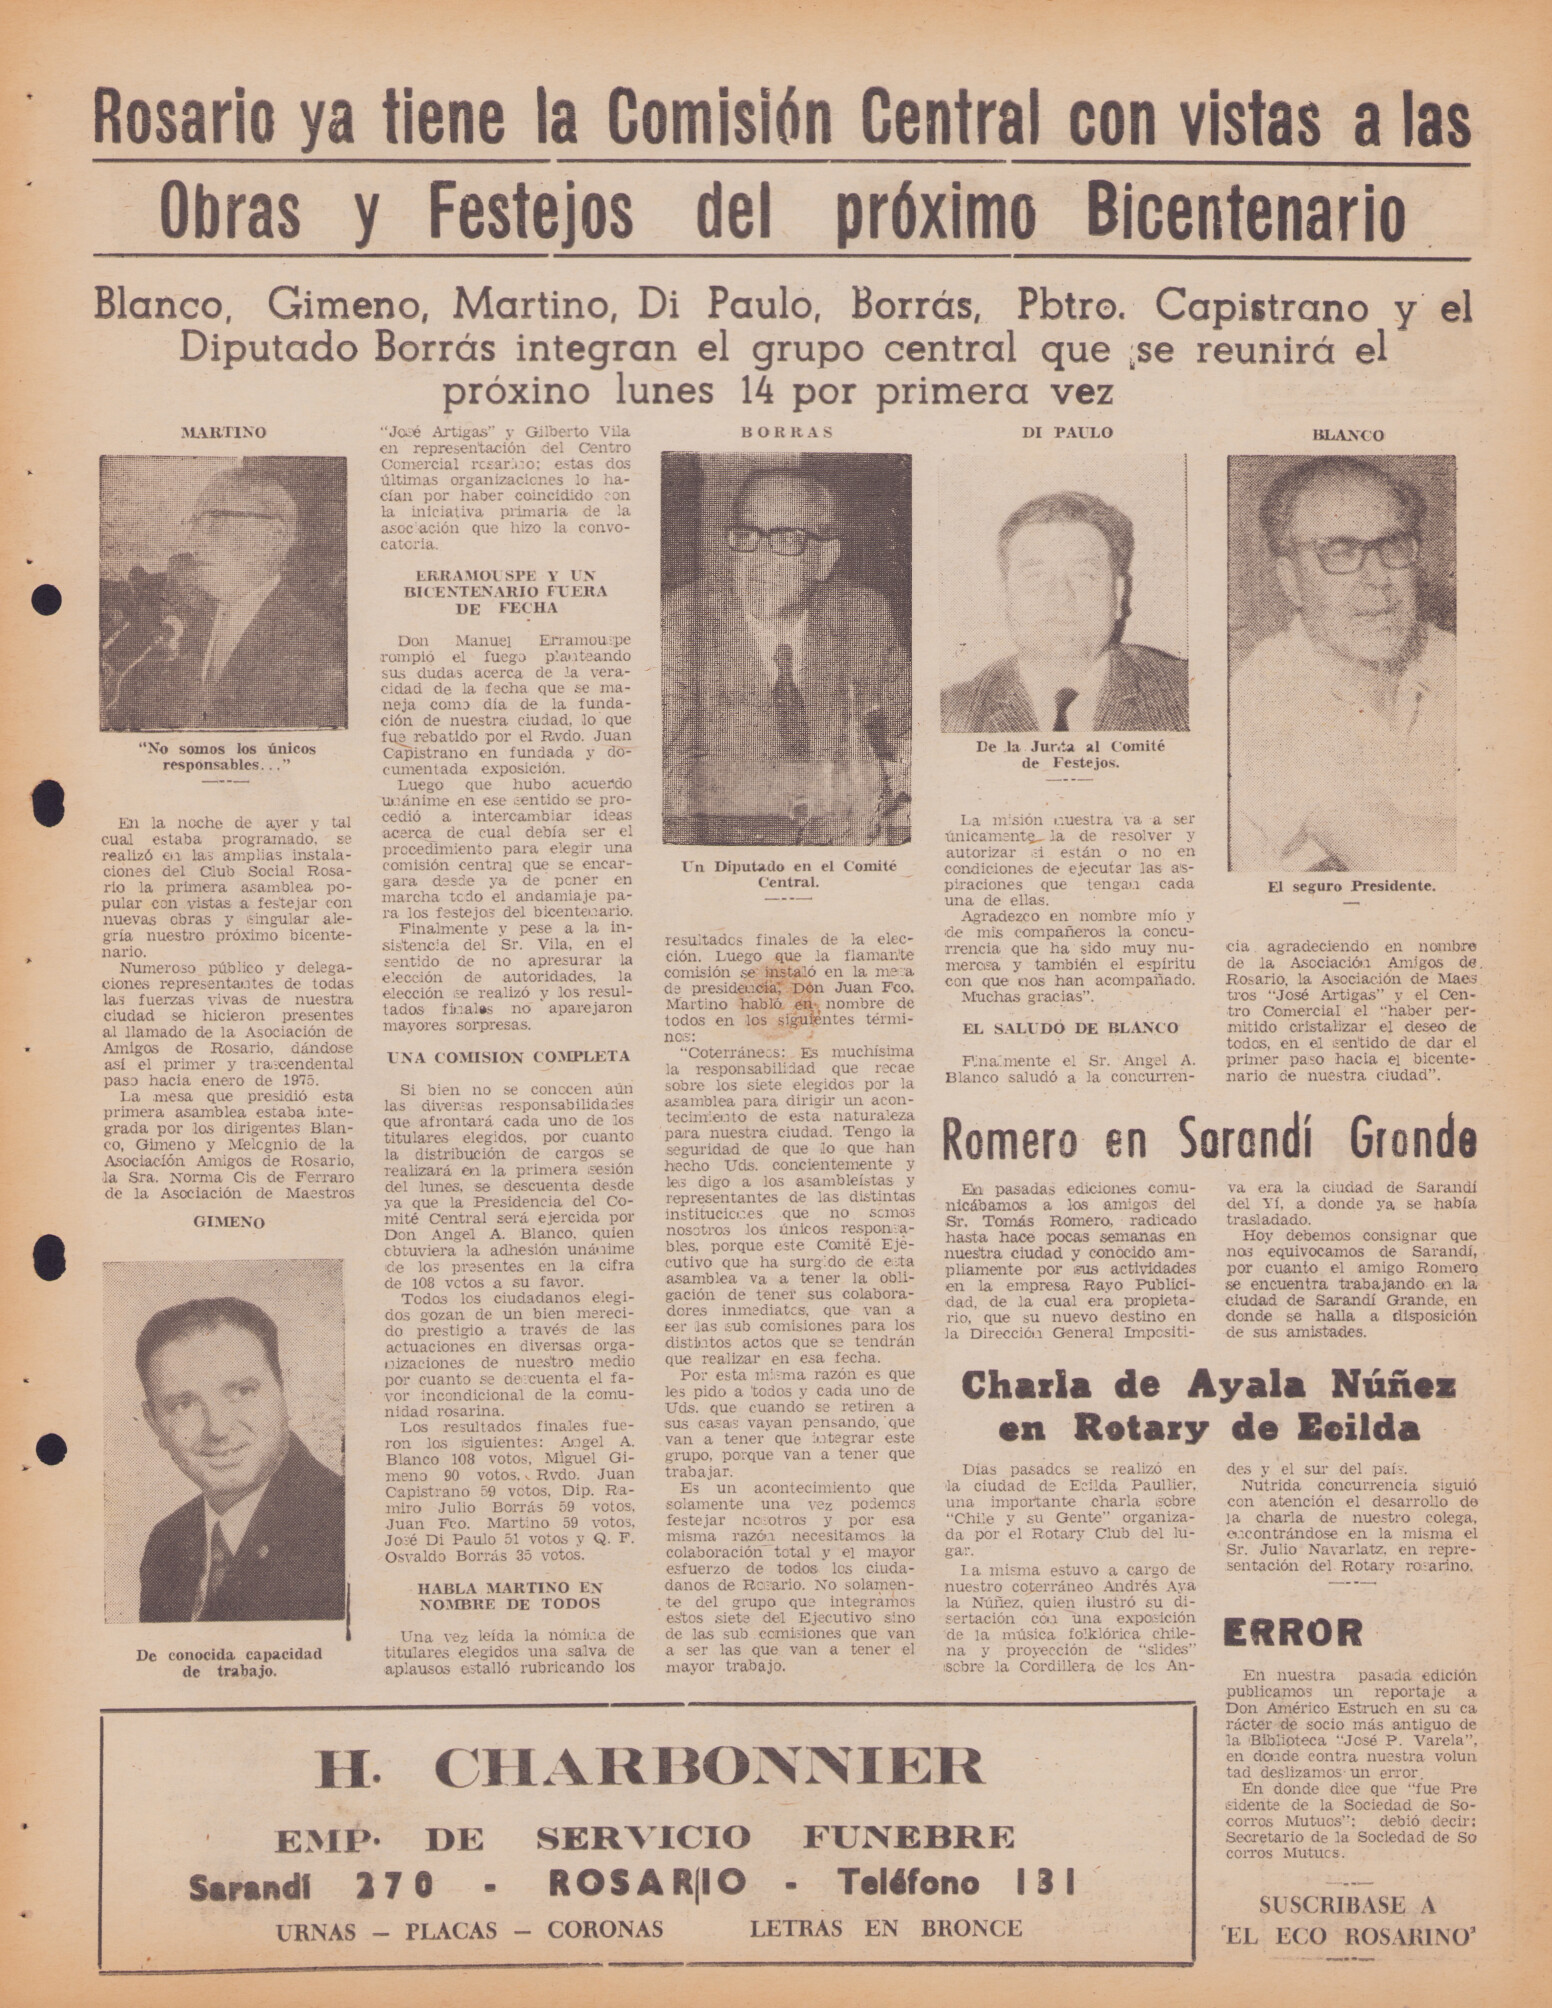 Rosario ya tiene la Comisión Central con vistas a las
Obras y Festejos del próximo Bicentenario
Blanco, Gimeno, Martino, Di Paulo, Borrás, Pbtro. Capistrano y el
Diputado Borrás integran el grupo central que se reunirá el
próxino lunes 14 por primera vez
MARTINO
"No somos los únicos
responsables..."
En la noche de ayer y tal
cual estaba programado, se
realizó en las amplias instala-
ciones del Club Social Rosa-
rio la primera asamblea po-
pular con vistas a festejar con
nuevas obras y singular ale-
gría nuestro próximo bicente-
nario.
Numeroso público y delega-
ciones representantes de todas
las fuerzas vivas de nuestra
ciudad se hicieron presentes
al llamado de la Asociación de
Amigos de Rosario, dándose
así el primer y trascendental
paso hacia enero de 1975.
La mesa que presidió esta
primera asamblea estaba inte-
grada por los dirigentes Blan-
co, Gimeno y Melognio de la
Asociación Amigos de Rosario,
la Sra. Norma Cis de Ferraro
de la Asociación de Maestros
GIMENO
De conocida capacidad
de trabajo.
"José Artigas" y Gilberto Vila
en representación del Centro
Comercial rosarino; estas dos
últimas organizaciones lo ha-
cían por haber coincidido con
la iniciativa primaria de la
asociación que hizo la convo-
catoria.
ERRAMOUSPE Y UN
BICENTENARIO FUERA
DE FECHA
Don Manuel Erramouspe
rompió el fuego planteando
sus dudas acerca de la vera-
cidad de la fecha que se ma-
neja como día de la funda-
ción de nuestra ciudad, lo que
fue rebatido por el Rvdo. Juan
Capistrano en fundada y do-
cumentada exposición.
Luego que hubo acuerdo
unánime en ese sentido se pro-
cedió a intercambiar ideas
acerca de cual debía ser el
procedimiento para elegir una
comisión central que se encar-
gara desde ya de poner en
marcha todo el andamiaje pa-
ra los festejos del bicentenario.
Finalmente y pese a la in-
sistencia del Sr. Vila, en el
sentido de no apresurar la
elección de autoridades, la
elección se realizó y los resul-
tados finales no aparejaron
mayores sorpresas.
UNA COMISION COMPLETA
Si bien no se conocen aún
las diversas responsabilidades
que afrontará cada uno de los
titulares elegidos, por cuanto
la distribución de cargos se
realizará en la primera sesión
del lunes, se descuenta desde
ya que la Presidencia del Co-
mité Central será ejercida por
Don Angel A. Blanco, quien
obtuviera la adhesión unánime
de los presentes en la cifra
de 108 votos a su favor.
Todos los ciudadanos elegi-
dos gozan de un bien mereci-
do prestigio a través de las
actuaciones en diversas orga-
nizaciones de nuestro medio
por cuanto se descuenta el fa-
vor incondicional de la comu-
nidad rosarina.
Los resultados finales fue-
ron los siguientes: Angel A.
Blanco 108 votos, Miguel Gi-
meno 90 votos, Rvdo. Juan
Capistrano 59 votos, Dip. Ra-
miro Julio Borrás 59 votos,
Juan Fco. Martino 59 votos,
José Di Paulo 51 votos y Q. F.
Osvaldo Borrás 35 votos.
HABLA MARTINO EN
NOMBRE DE TODOS
Una vez leída la nómina de
titulares elegidos una salva de
aplausos estalló rubricando los
BORRAS
Un Diputado en el Comité
Central.
resultados finales de la elec-
ción. Luego que la flamante
comisión se instaló en la mesa
de presidencia, Don Juan Fco.
Martino habló en nombre de
todos en los siguientes térmi-
nos:
"Coterráneos: Es muchísima
la responsabilidad que recae
sobre los siete elegidos por la
asamblea para dirigir un acon-
tecimiento de esta naturaleza
para nuestra ciudad. Tengo la
seguridad de que lo que han
hecho Uds. concientemente y
les digo a los asambleístas y
representantes de las distintas
instituciones que no somos
nosotros los únicos responsa-
bles, porque este Comité Eje-
cutivo que ha surgido de esta
asamblea va a tener la obli-
gación de tener sus colabora-
dores inmediatos, que van a
ser las sub comisiones para los
distintos actos que se tendrán
que realizar en esa fecha.
Por esta misma razón es que
les pido a todos y cada uno de
Uds. que cuando se retiren a
sus casas vayan pensando, que
van a tener que integrar este
grupo, porque van a tener que
trabajar.
Es un acontecimiento que
solamente una vez podemos
festejar nosotros y por esa
misma razón necesitamos la
colaboración total y el mayor
esfuerzo de todos los ciuda-
danos de Rosario. No solamen-
te del grupo que integramos
estos siete del Ejecutivo sino
de las sub comisiones que van
a ser las que van a tener el
mayor trabajo.
DI PAULO
De la Junta al Comité
de Festejos.
La misión nuestra va a ser
únicamente la de resolver y
autorizar si están o no en
condiciones de ejecutar las as-
piraciones que tengan cada
una de ellas.
Agradezco en nombre mío y
de mis compañeros la concu-
rrencia que ha sido muy nu-
merosa y también el espíritu
con que nos han acompañado.
Muchas gracias".
EL SALUDO DE BLANCO
Finalmente el Sr. Angel A.
Blanco saludó a la concurren-
BLANCO
El seguro Presidente.
cia agradeciendo en nombre
de la Asociación Amigos de
Rosario, la Asociación de Maes
tros "José Artigas" y el Cen-
tro Comercial el "haber per-
mitido cristalizar el deseo de
todos, en el sentido de dar el
primer paso hacia el bicente-
nario de nuestra ciudad".
Romero en Sarandí Grande
En pasadas ediciones comu-
nicábamos a los amigos del
Sr. Tomás Romero, radicado
hasta hace pocas semanas en
nuestra ciudad y conocido am-
pliamente por sus actividades
en la empresa Rayo Publici-
dad, de la cual era propieta-
rio, que su nuevo destino en
la Dirección General Impositi-
va era la ciudad de Sarandí
del Yí, a donde ya se había
trasladado.
Hoy debemos consignar que
nos equivocamos de Sarandí,
por cuanto el amigo Romero
se encuentra trabajando en la
ciudad de Sarandí Grande, en
donde se halla a disposición
de sus amistades.
Charla de Ayala Núñez
en Rotary de Ecilda
Días pasados se realizó en
la ciudad de Ecilda Paullier,
una importante charla sobre
"Chile y su Gente" organiza-
da por el Rotary Club del lu-
gar.
La misma estuvo a cargo de
nuestro coterráneo Andrés Aya
la Núñez, quien ilustró su di-
sertación con una exposición
de la música folklórica chile-
na y proyección de "slides"
sobre la Cordillera de los An-
des y el sur del país.
Nutrida concurrencia siguió
con atención el desarrollo de
la charla de nuestro colega,
encontrándose en la misma el
Sr. Julio Navarlatz, en repre-
sentación del Rotary rosarino.
ERROR
En nuestra pasada edición
publicamos un reportaje a
Don Américo Estruch en su ca
rácter de socio más antiguo de
la Biblioteca "José P. Varela",
en donde contra nuestra volun
tad deslizamos un error.
En donde dice que "fue Pre
sidente de la Sociedad de So-
corros Mutuos"; debió decir:
Secretario de la Sociedad de So
corros Mutuos.
SUSCRIBASE A
"EL ECO ROSARINO"
H. CHARBONNIER
EMP. DE SERVICIO FUNEBRE
Sarandí 270 - ROSARIO - Teléfono 131
URNAS — PLACAS — CORONAS LETRAS EN BRONCE